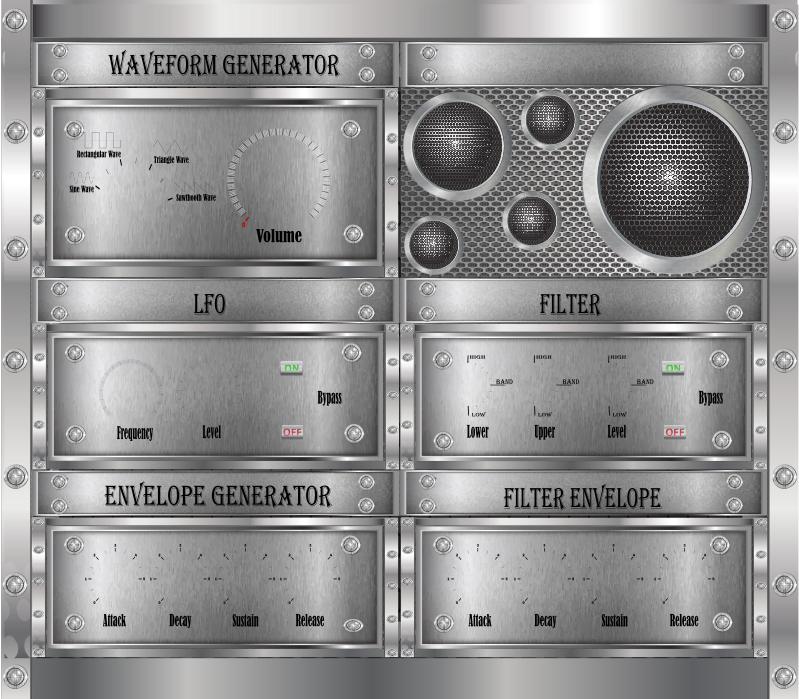 WAVEFORM GENERATOR
Rectangular Wave
Triangle Wave
Sine Wave
Sawthooth Wave
Volume
LFO
FILTER
ON
Bypass
OFF
Frequency
Level
HIGH
HIGH
HIGH
ON
BAND
BAND
BAND
Bypass
LOW
LOW
LOW
OFF
Lower
Upper
Level
ENVELOPE GENERATOR
FILTER ENVELOPE
Attack
Decay
Sustain
Release
Attack
Decay
Sustain
Release